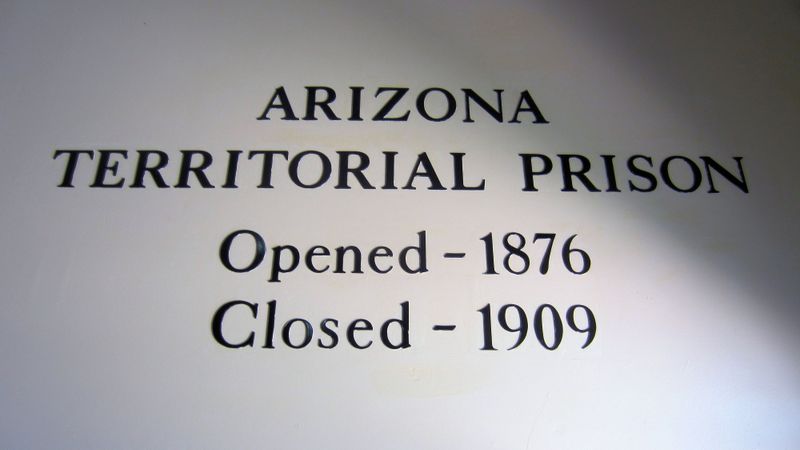 ARIZONA
TERRITORIAL PRISON
Opened - 1876
Closed - 1909